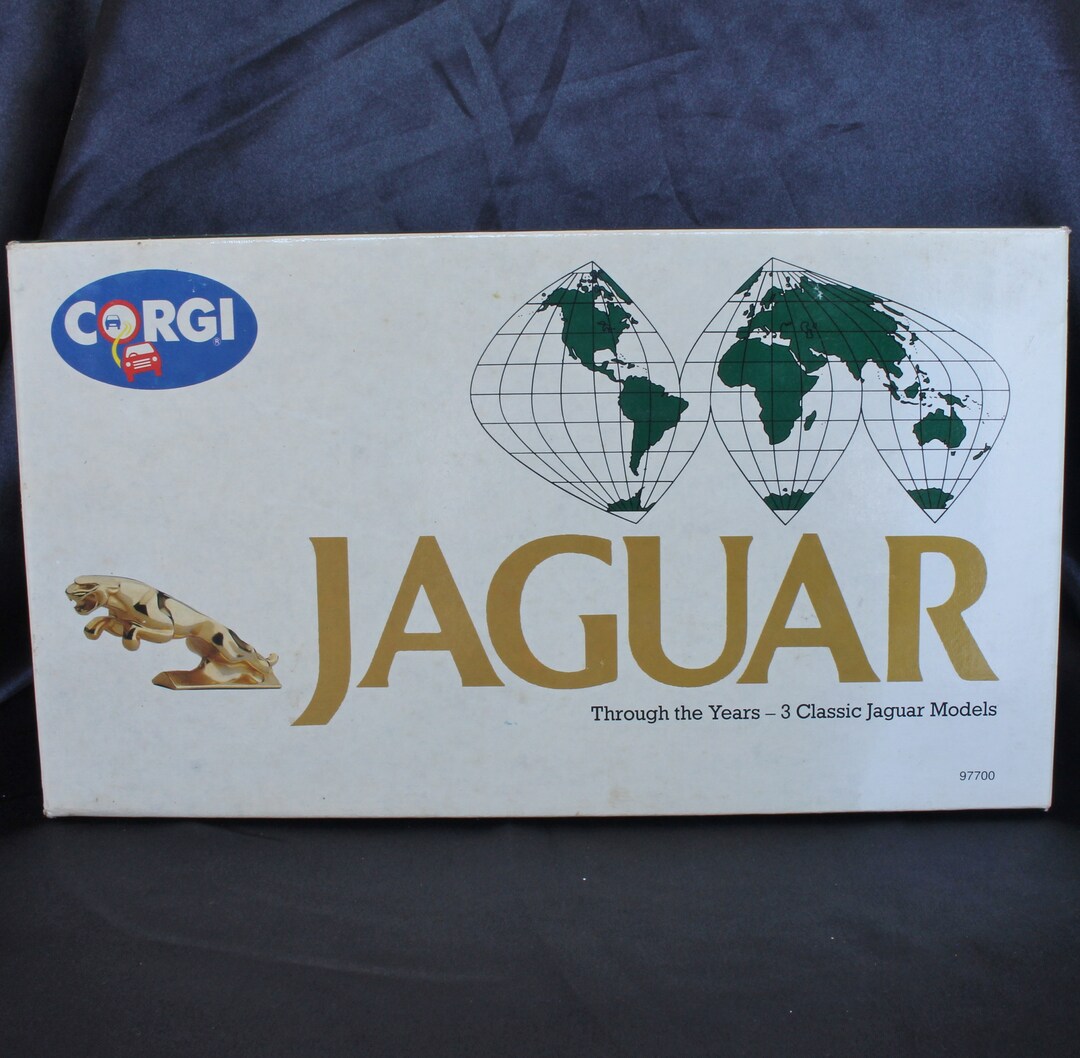 CORGI®
JAGUAR
Through the Years – 3 Classic Jaguar Models
97700